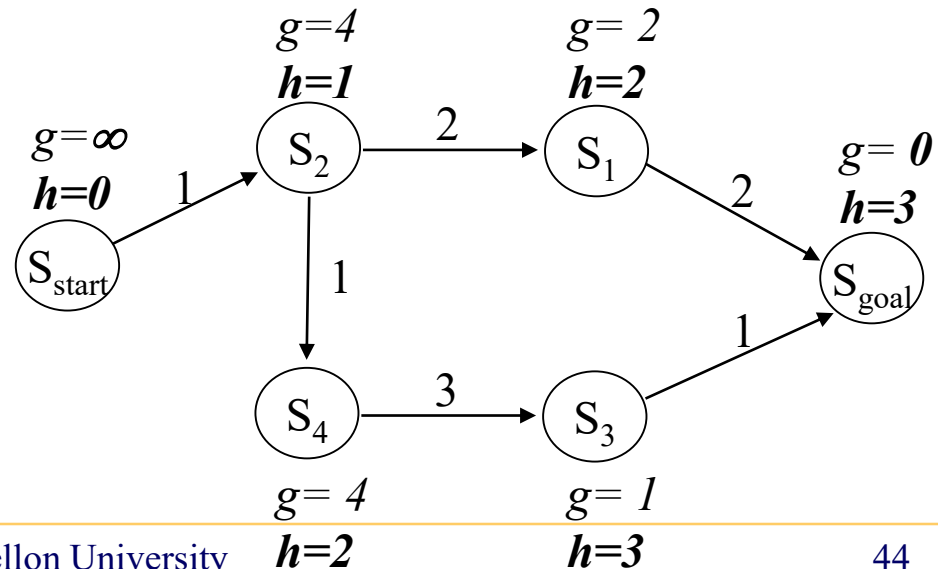 g=4
h=1
g= 2
h=2
g=∞
h=0
g= 0
h=3
S2
2
S1
1
2
Sstart
Sgoal
1
1
S4
3
S3
g= 4
h=2
g= 1
h=3
ellon University
44